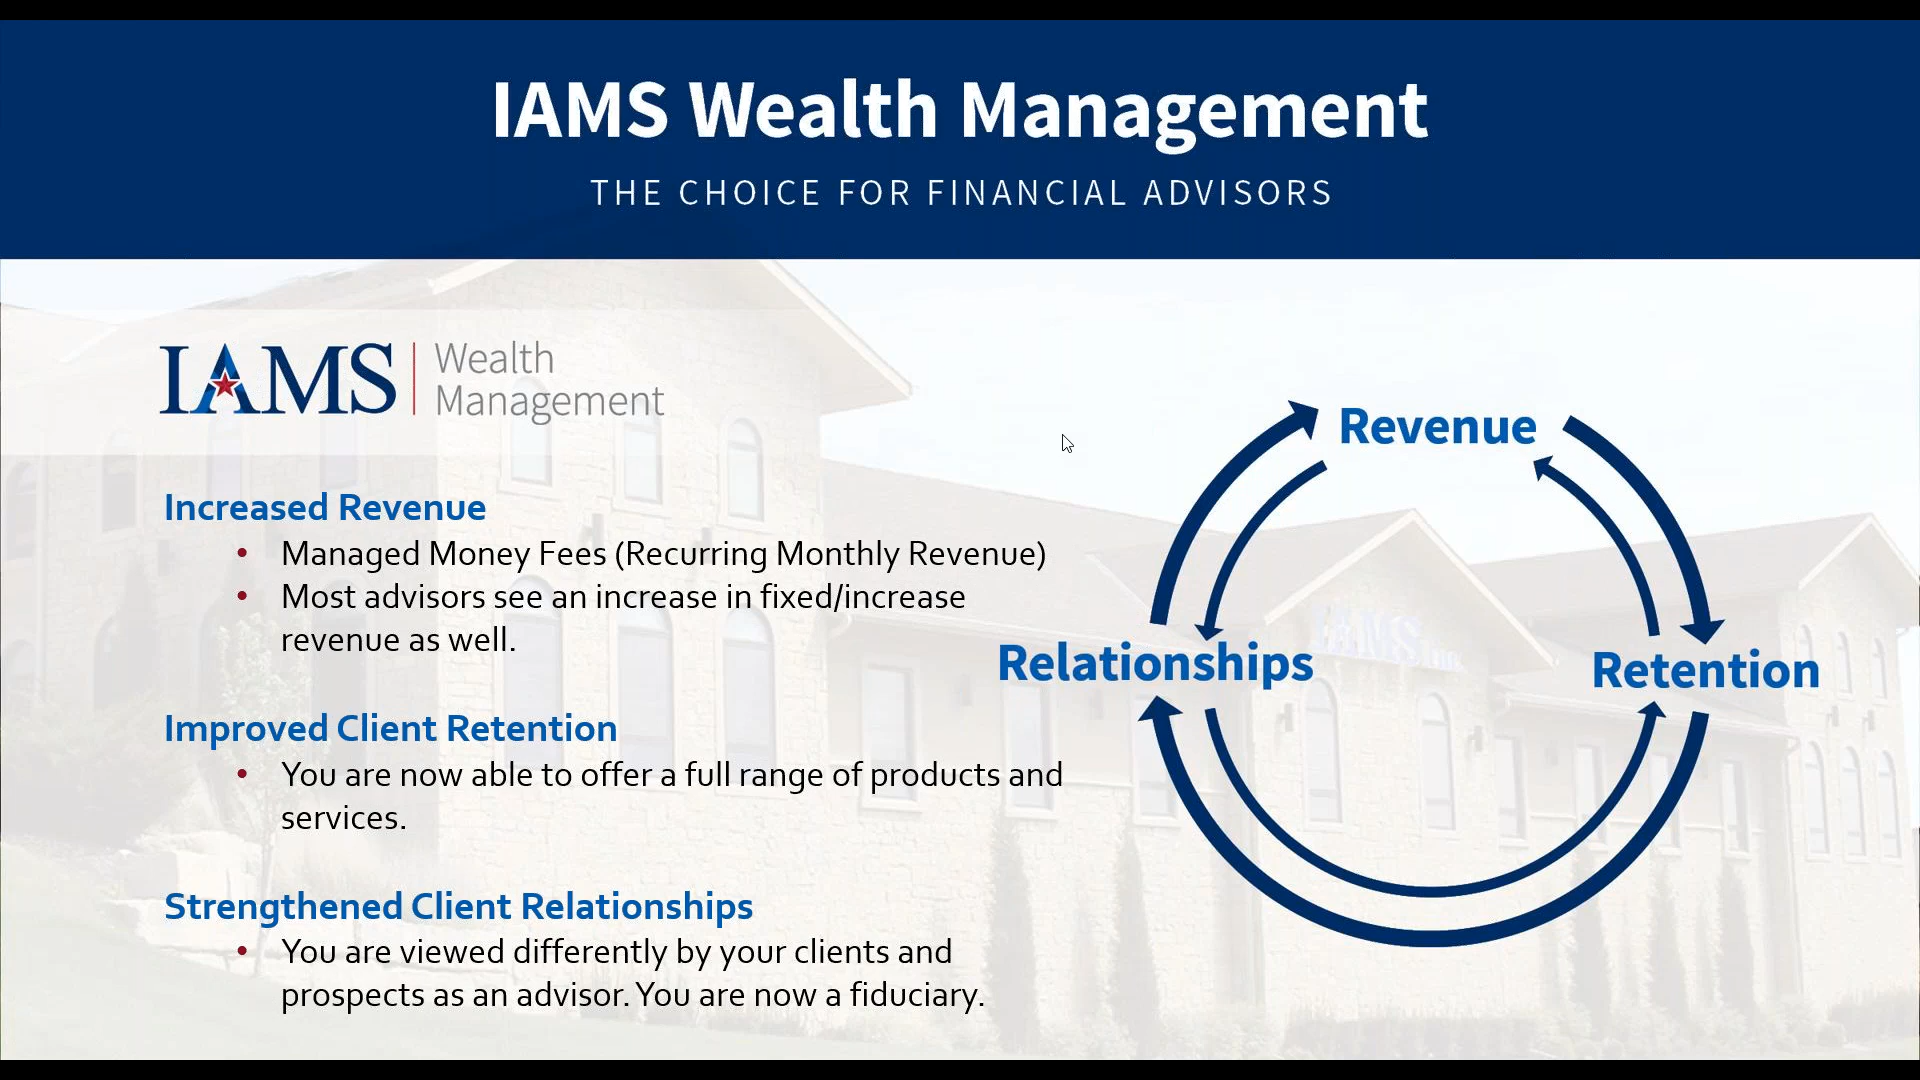 IAMS Wealth Management
THE CHOICE FOR FINANCIAL ADVISORS
IAMS
Wealth
Management
Increased Revenue
• Managed Money Fees (Recurring Monthly Revenue)
• Most advisors see an increase in fixed/increase
revenue as well.
Improved Client Retention
• You are now able to offer a full range of products and
services.
Strengthened Client Relationships
• You are viewed differently by your clients and
prospects as an advisor. You are now a fiduciary.
Revenue
Relationships
Retention
IAMS, Inc.